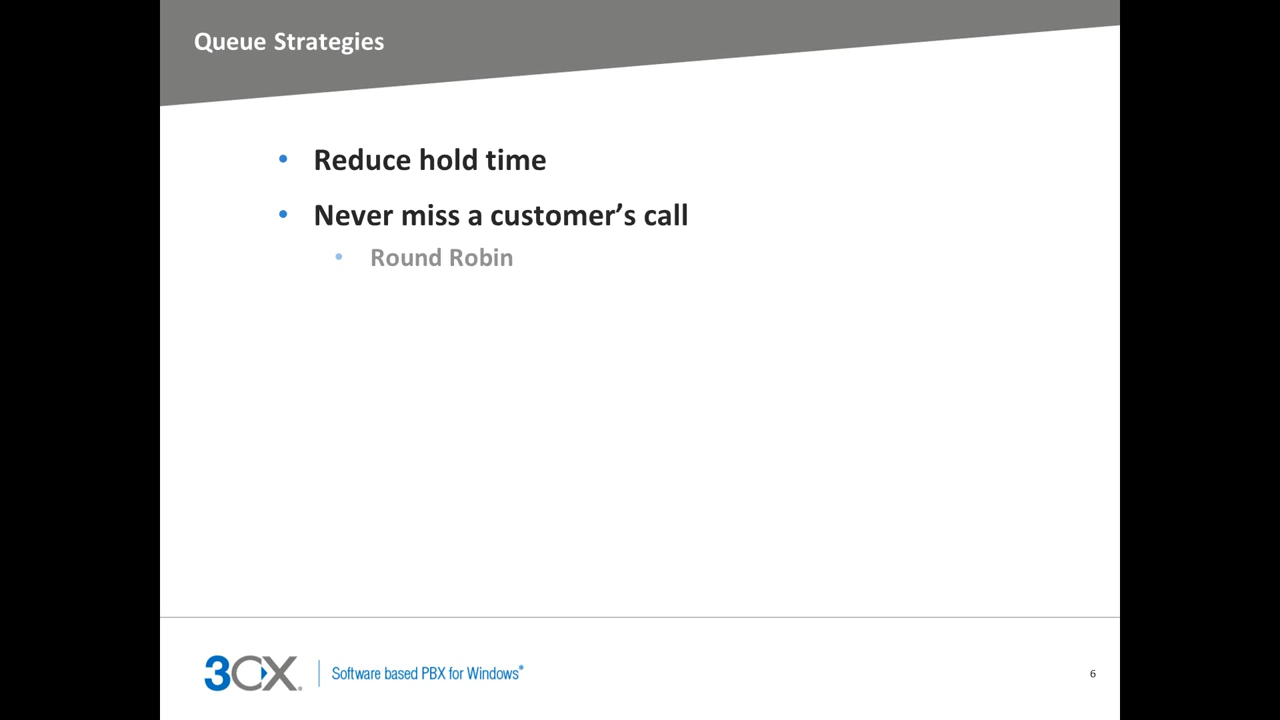 Queue Strategies
• Reduce hold time
• Never miss a customer’s call
• Round Robin
3CX® Software based PBX for Windows®
6